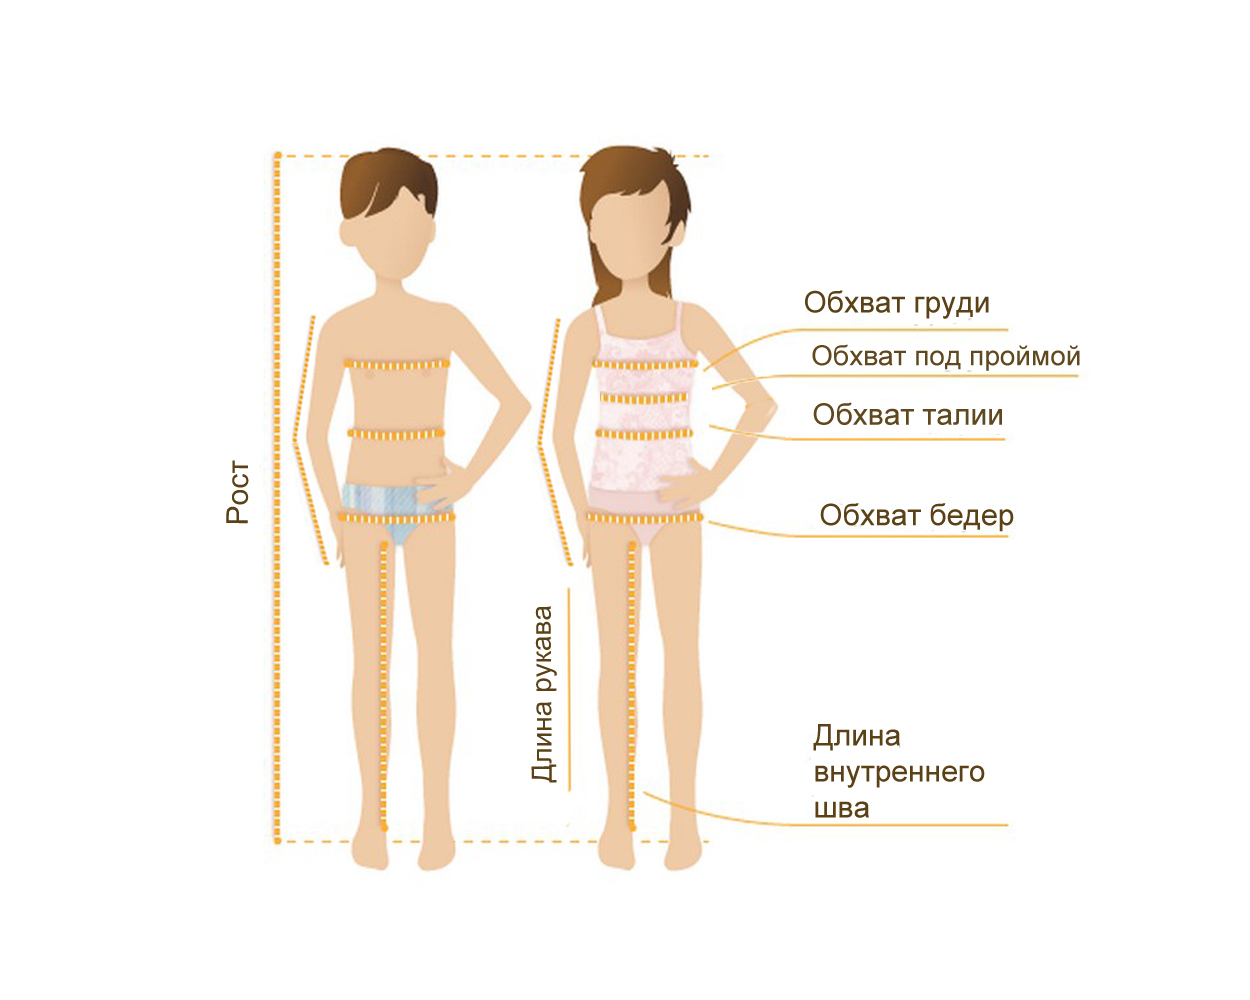 Обхват груди
Обхват под проймой
Обхват талии
Рост
Обхват бедер
Длина рукава
Длина
внутреннего
шва